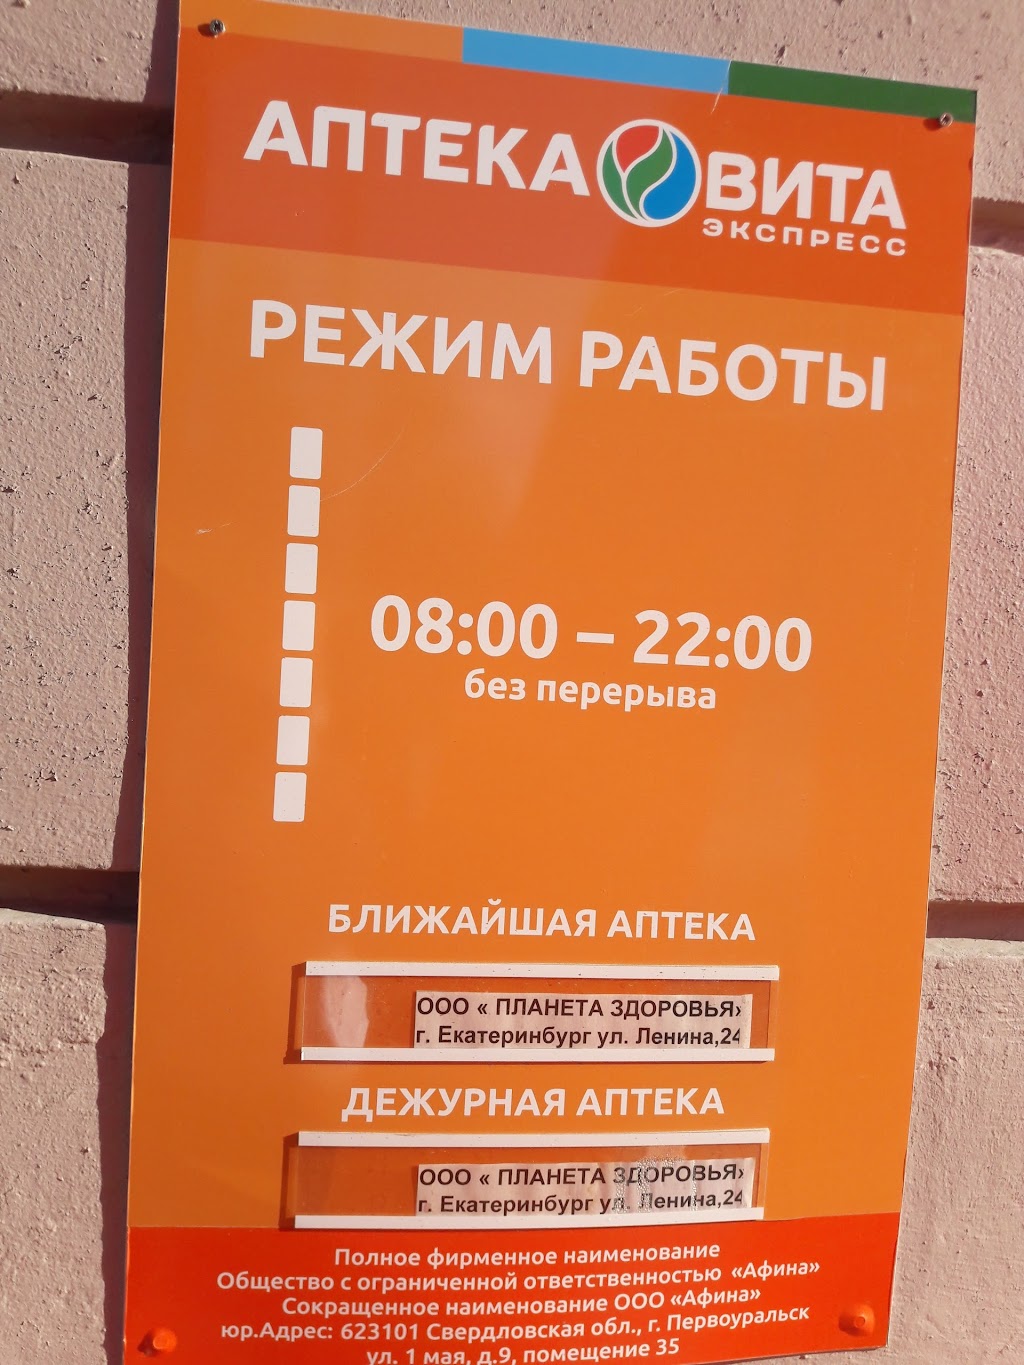 АПТЕКА ВИТА
ЭКСПРЕСС
РЕЖИМ РАБОТЫ
08:00 – 22:00
без перерыва
БЛИЖАЙШАЯ АПТЕКА
ООО « ПЛАНЕТА ЗДОРОВЬЯ»
г. Екатеринбург ул. Ленина,24
ДЕЖУРНАЯ АПТЕКА
ООО « ПЛАНЕТА ЗДОРОВЬЯ»
г. Екатеринбург ул. Ленина,24
Полное фирменное наименование
Общество с ограниченной ответственностью «Афина»
Сокращенное наименование ООО «Афина»
юр.Адрес: 623101 Свердловская обл., г. Первоуральск
ул. 1 мая, д.9, помещение 35